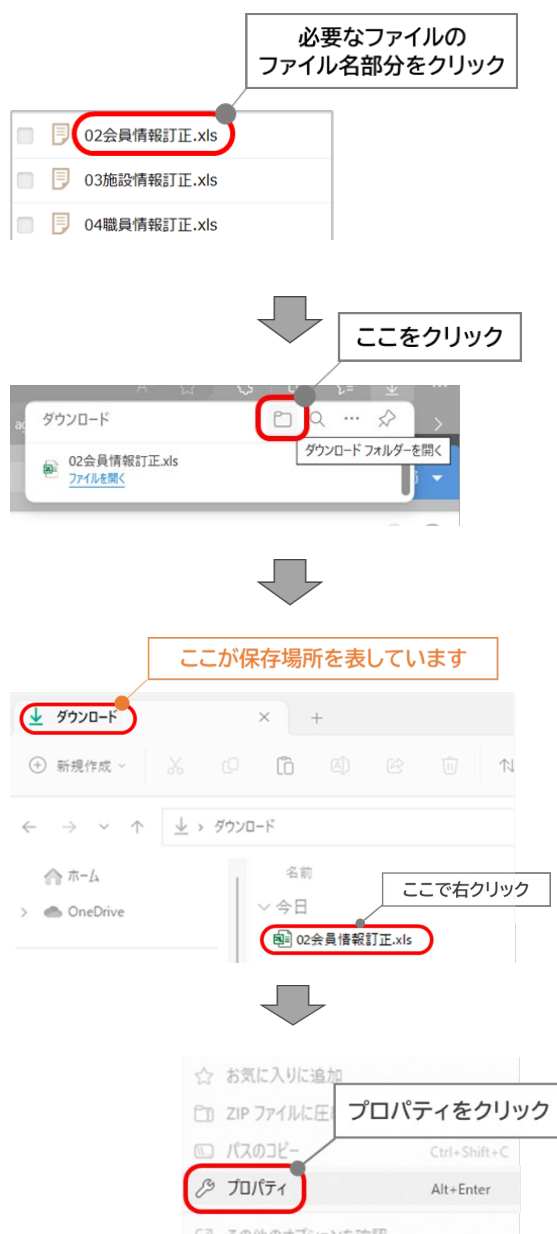 必要なファイルの
ファイル名部分をクリック
02会員情報訂正.xls
03施設情報訂正.xls
04職員情報訂正.xls
ここをクリック
ダウンロード
ダウンロード フォルダーを開く
02会員情報訂正.xls
ファイルを開く
ここが保存場所を表しています
ダウンロード
新規作成
ダウンロード
ホーム
名前
ここで右クリック
今日
OneDrive
02会員情報訂正.xls
お気に入りに追加
プロパティをクリック
ZIP ファイルに圧
パスのコピー
Ctrl+Shift+C
プロパティ
Alt+Enter